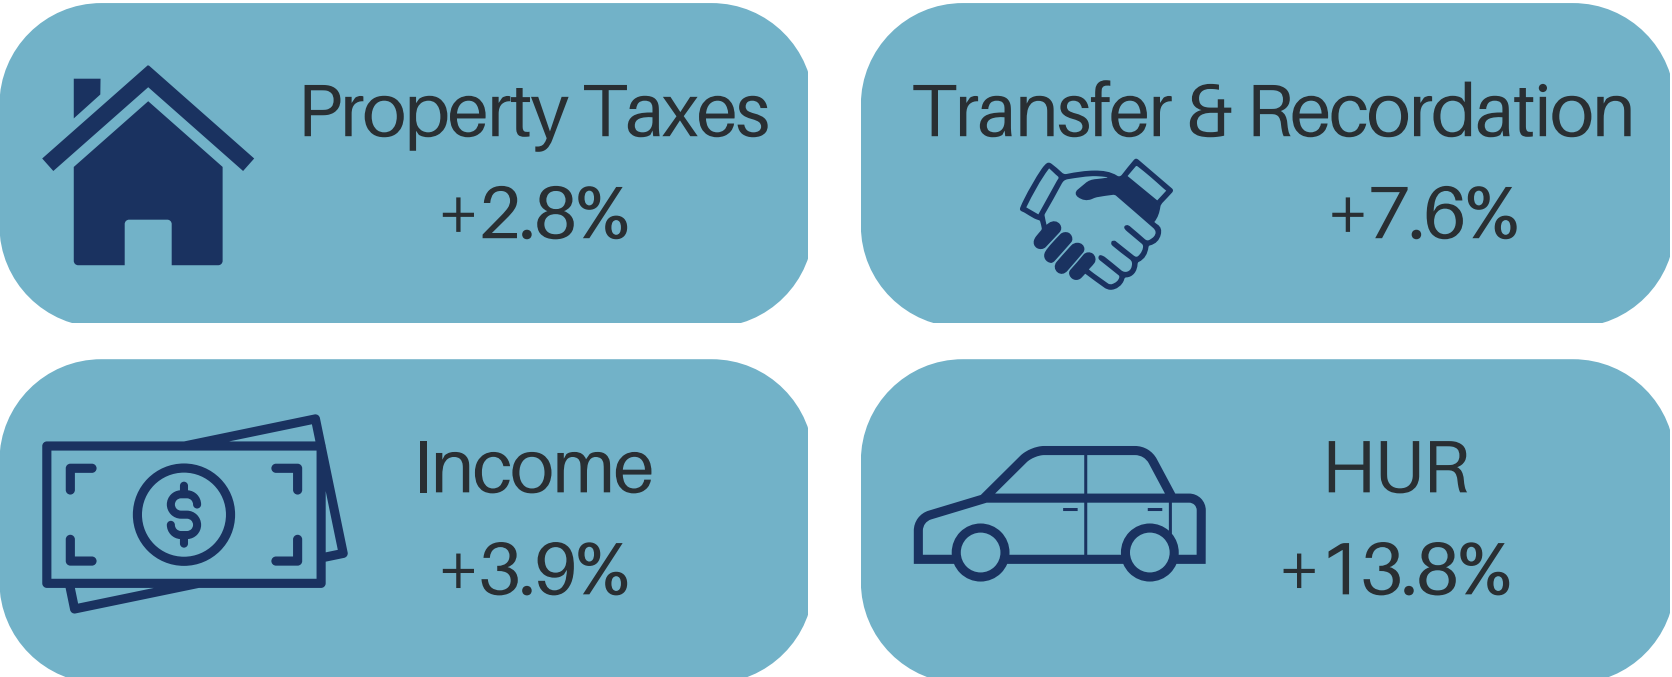 Property Taxes
+2.8%
Transfer & Recordation
+7.6%
$
Income
+3.9%
HUR
+13.8%